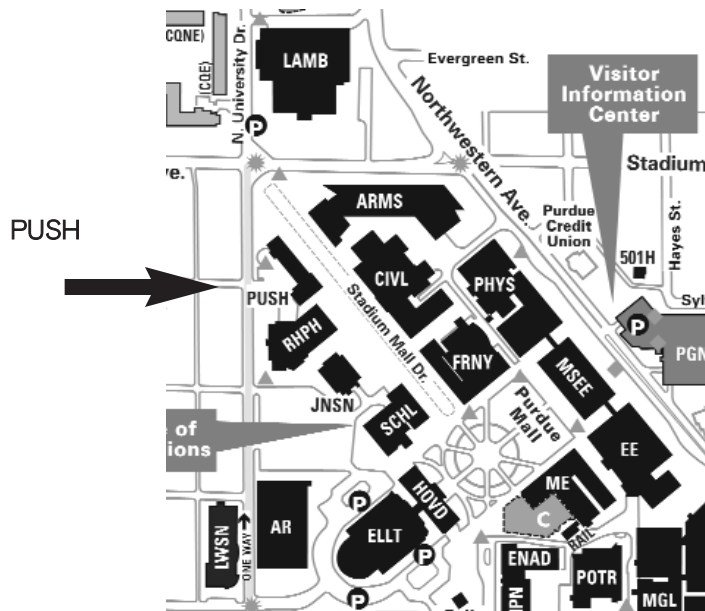 CQNE)
(CQE)
N. University Dr.
P
LAMB
Evergreen St.
Northwestern Ave.
Visitor
Information
Center
Stadium
ve.
P
ARMS
Purdue
Credit
Union
501H
Hayes St.
PUSH
CIVL
PHYS
PUSH
Stadium Mall Dr.
Syl
P
PGN
RHPH
FRNY
MSEE
JNSN
SCHL
Purdue
Mall
e of
ions
EE
HOVD
ME
P
C
LWSN
ONE WAY
AR
ELLT
RAIL
P
ENAD
POTR
PN
P
MGL